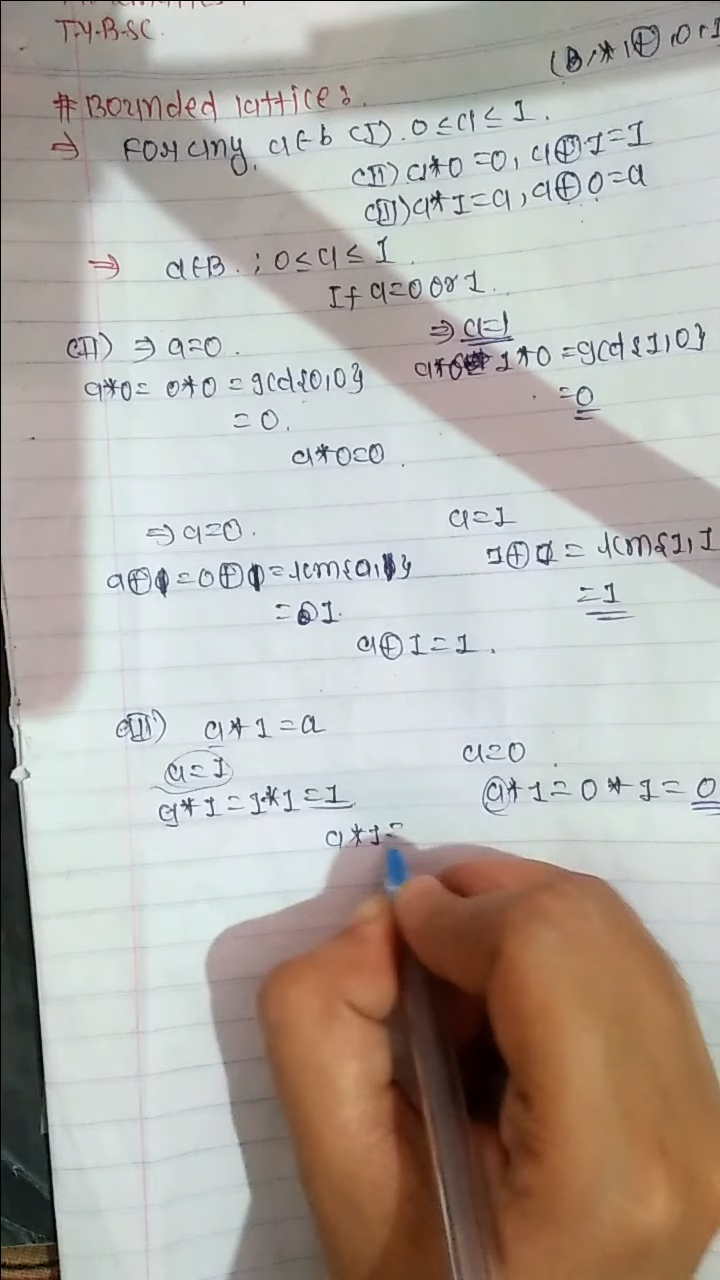 T.Y.B.SC.
(B, *, ⊕, 0, 1
# Bounded lattice:
⇒ For any, a ∈ b (I). 0 ≤ a ≤ 1.
(II) a * 0 = 0, a ⊕ 1 = 1
(III) a * 1 = a, a ⊕ 0 = a
⇒ a ∈ B. ; 0 ≤ a ≤ 1.
If a = 0 or 1.
(II) ⇒ a = 0.
a * 0 = 0 * 0 = gcd {0, 0}
= 0.
⇒ a = 1
1 * 0 = gcd {1, 0}
= 0
a * 0 = 0.
⇒ a = 0.
a ⊕ 1 = 0 ⊕ 1 = lcm {0, 1}
= 1.
a = 1
1 ⊕ 1 = lcm {1, 1
= 1
a ⊕ 1 = 1.
(III) a * 1 = a
a = 1
a * 1 = 1 * 1 = 1
a = 0
a * 1 = 0 * 1 = 0
a * 1 =